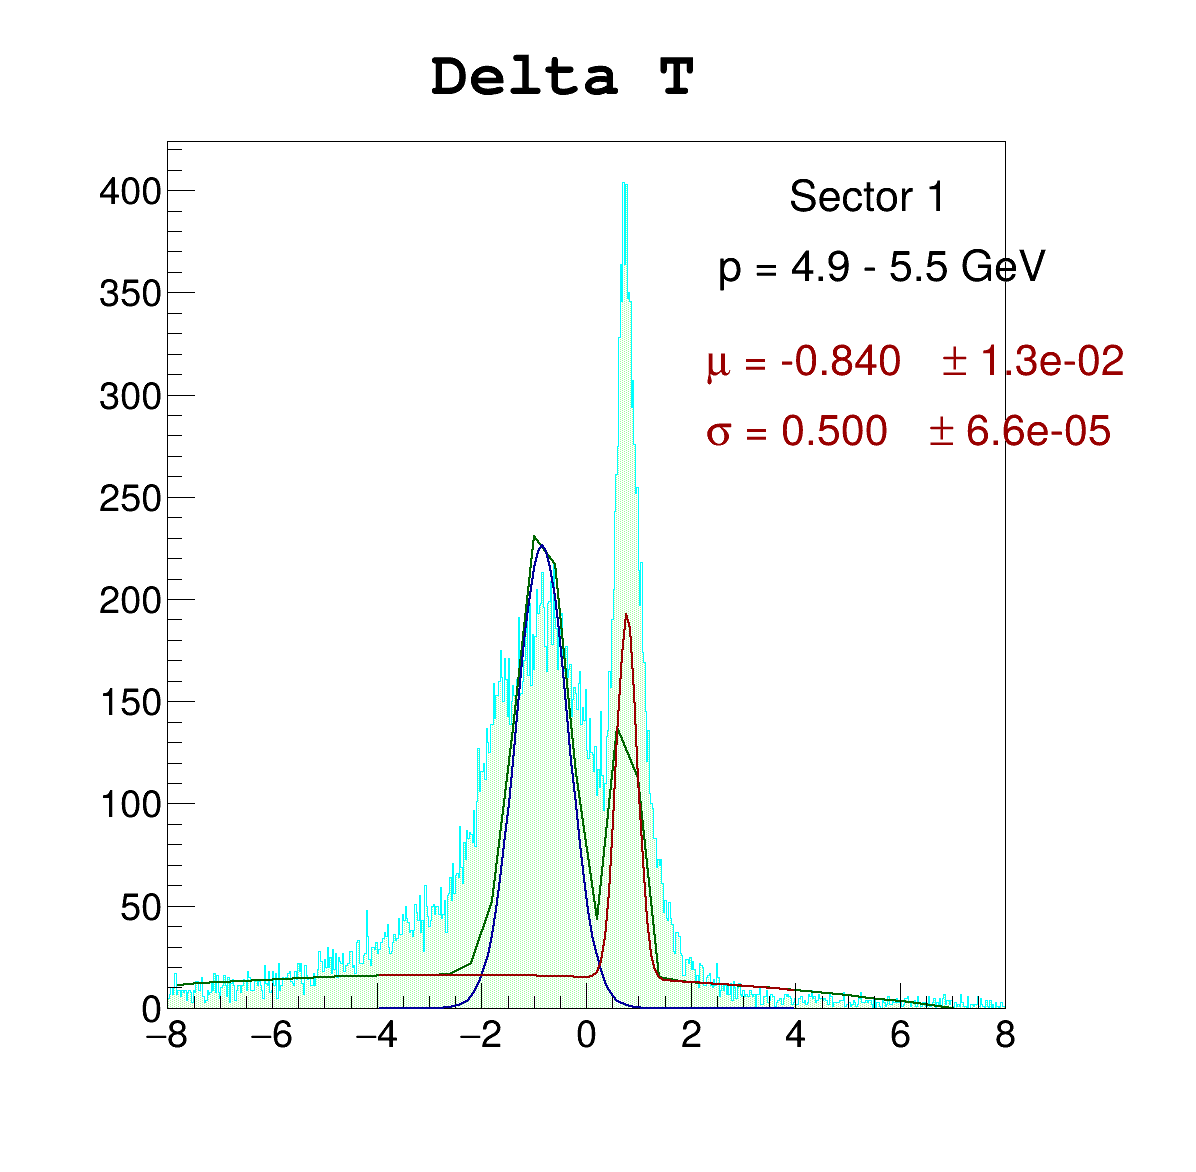 Delta T
Sector 1
p = 4.9 - 5.5 GeV
μ = -0.840 ± 1.3e-02
σ = 0.500 ± 6.6e-05
400
350
300
250
200
150
100
50
0
−8 −6 −4 −2 0 2 4 6 8